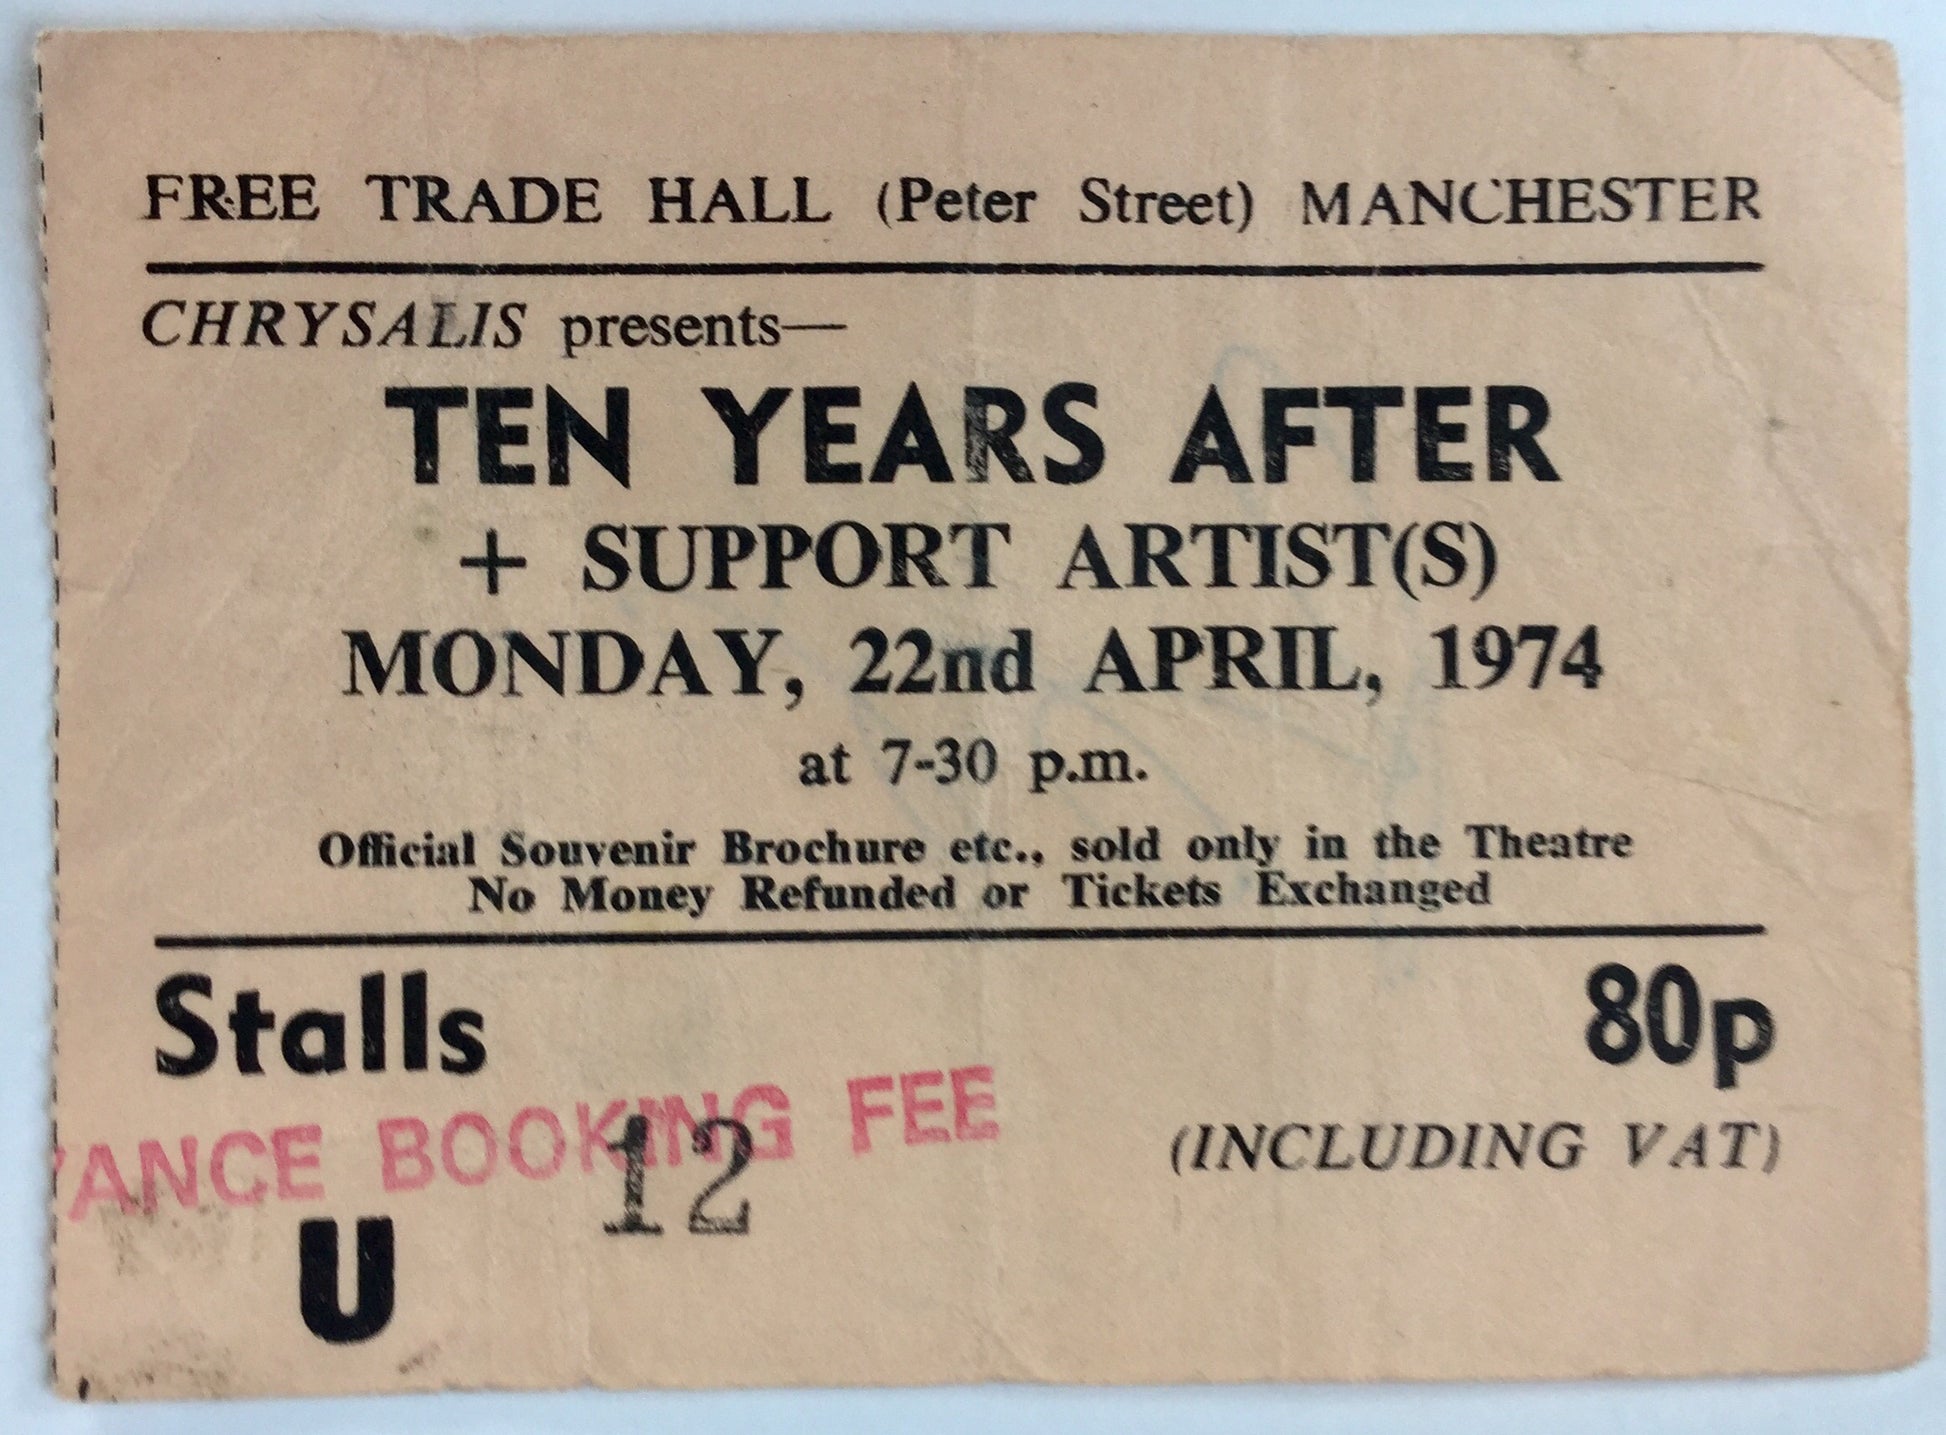 FREE TRADE HALL (Peter Street) MANCHESTER
CHRYSALIS presents—
TEN YEARS AFTER
+ SUPPORT ARTIST(S)
MONDAY, 22nd APRIL, 1974
at 7-30 p.m.
Official Souvenir Brochure etc., sold only in the Theatre
No Money Refunded or Tickets Exchanged
Stalls 80p
VANCE BOOKING FEE
(INCLUDING VAT)
U 12